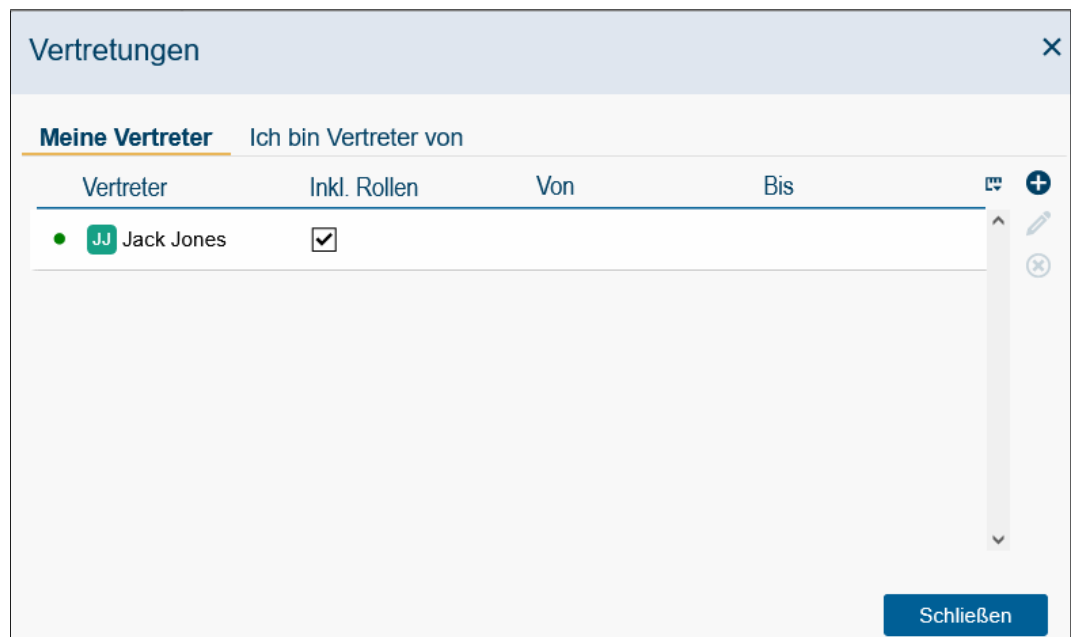 Vertretungen
Meine Vertreter Ich bin Vertreter von
Vertreter Inkl. Rollen Von Bis
JJ Jack Jones
Schließen